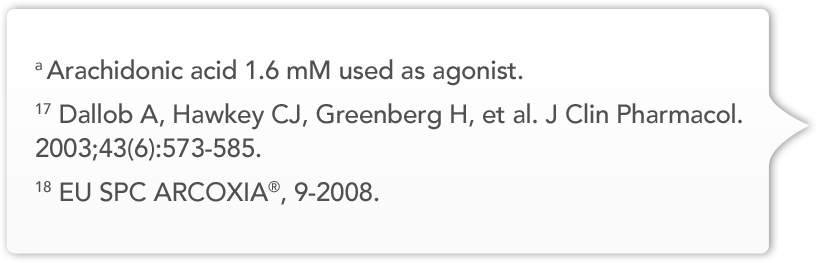 ᵃ Arachidonic acid 1.6 mM used as agonist.
¹⁷ Dallob A, Hawkey CJ, Greenberg H, et al. J Clin Pharmacol.
2003;43(6):573-585.
¹⁸ EU SPC ARCOXIA®, 9-2008.